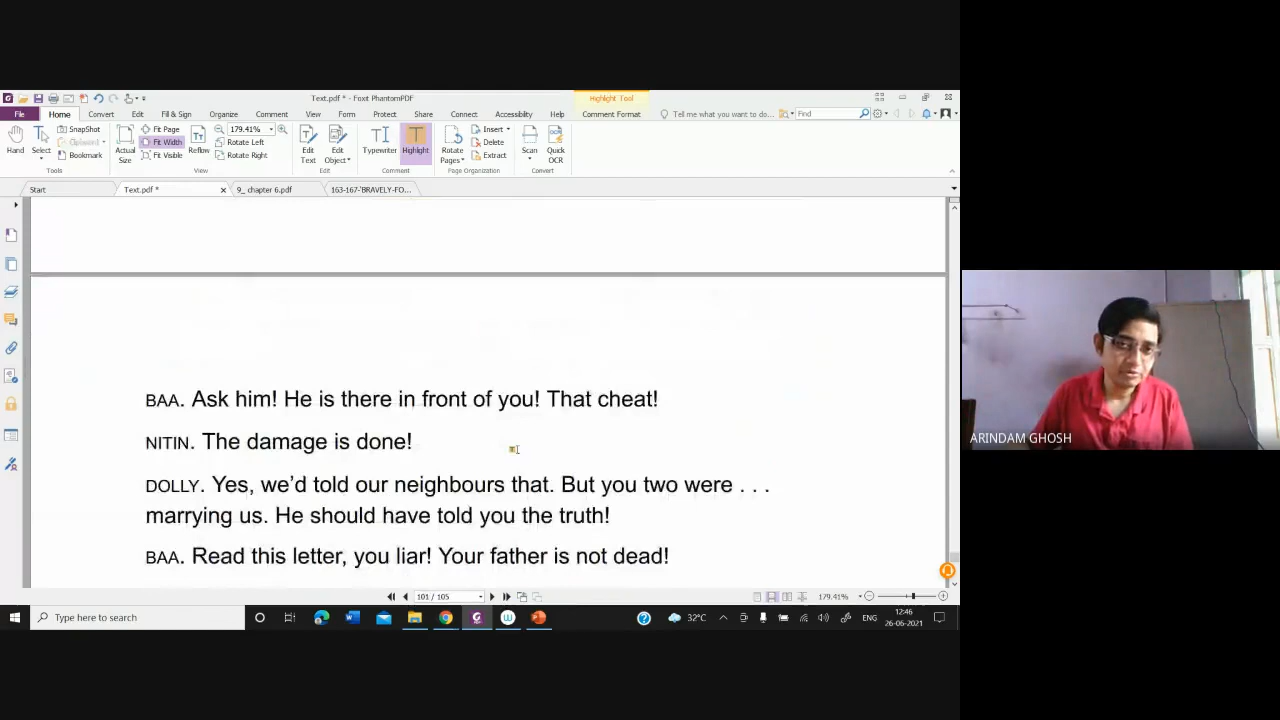 Text.pdf * - Foxit PhantomPDF
Highlight Tool
File Home Convert Edit Fill & Sign Organize Comment View Form Protect Share Connect Accessibility Help Comment Format Tell me what you want to do... Find
Hand Select SnapShot Clipboard Bookmark Actual Size Fit Page Fit Width Fit Visible Reflow 179.41% Rotate Left Rotate Right Edit Text Edit Object Typewriter Highlight Rotate Pages Insert Delete Extract Scan Quick OCR
Tools View Edit Comment Page Organization Convert
Start Text.pdf * 9_ chapter 6.pdf 163-167-'BRAVELY-FO...
BAA. Ask him! He is there in front of you! That cheat!
NITIN. The damage is done!
DOLLY. Yes, we’d told our neighbours that. But you two were . . .
marrying us. He should have told you the truth!
BAA. Read this letter, you liar! Your father is not dead!
ARINDAM GHOSH
101 / 105 179.41%
Type here to search 32°C ENG 12:46
26-06-2021